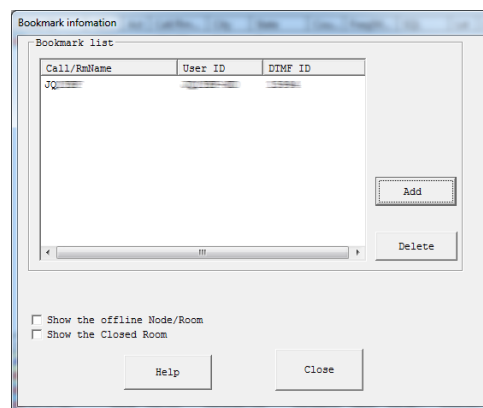 Bookmark infomation
Bookmark list
Call/RmName User ID DTMF ID
JQ
Add
Delete
Show the offline Node/Room
Show the Closed Room
Help
Close